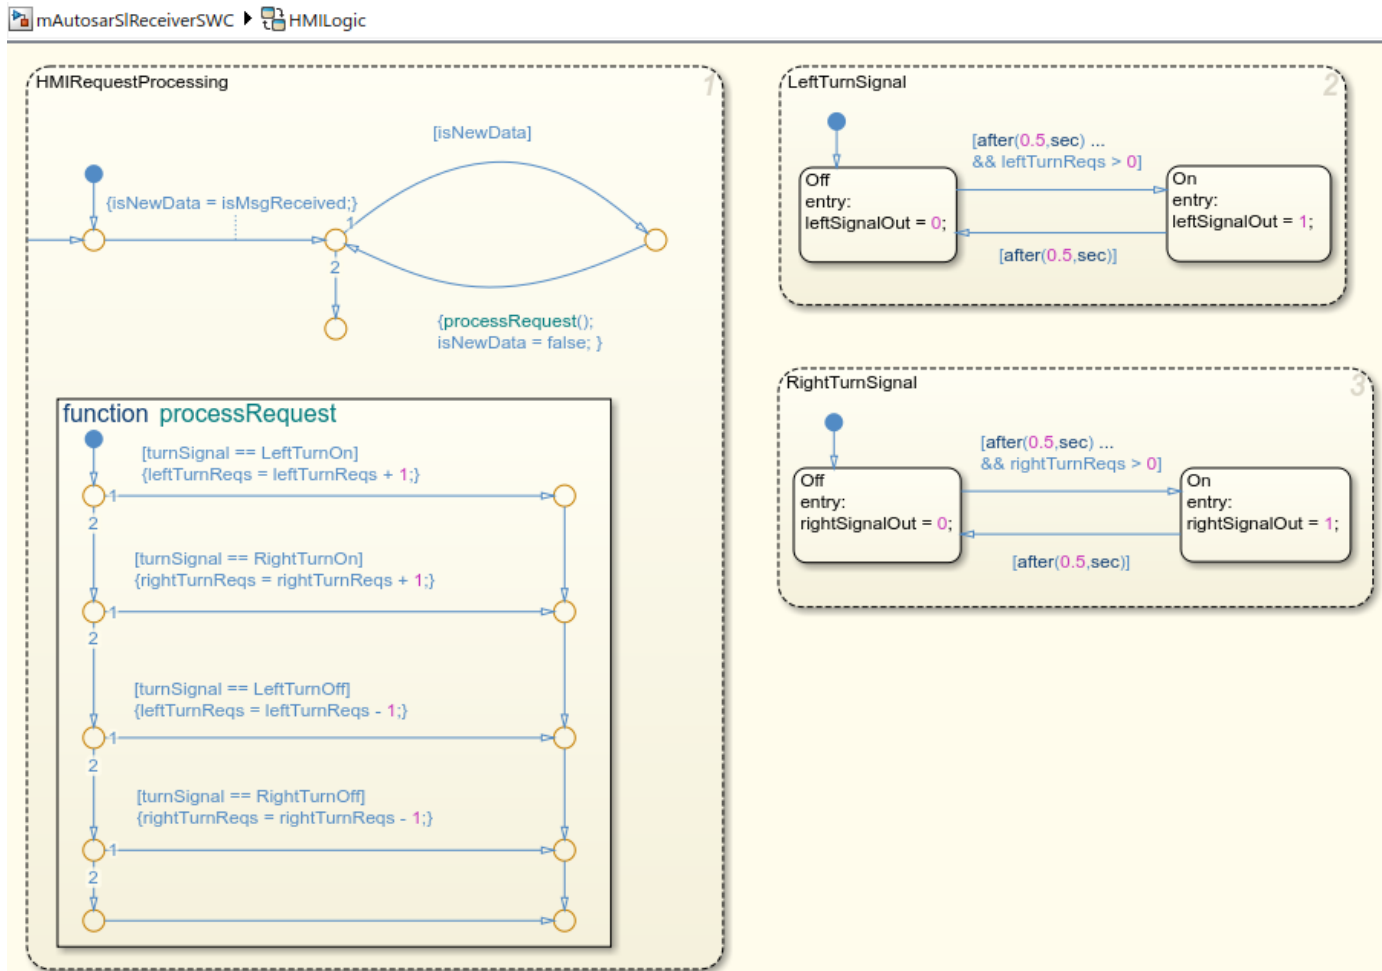 mAutosarSlReceiverSWC HMILogic
HMIRequestProcessing
1
[isNewData]
{isNewData = isMsgReceived;}
1
2
{processRequest();
isNewData = false; }
function processRequest
[turnSignal == LeftTurnOn]
{leftTurnReqs = leftTurnReqs + 1;}
1
2
[turnSignal == RightTurnOn]
{rightTurnReqs = rightTurnReqs + 1;}
1
2
[turnSignal == LeftTurnOff]
{leftTurnReqs = leftTurnReqs - 1;}
1
2
[turnSignal == RightTurnOff]
{rightTurnReqs = rightTurnReqs - 1;}
1
2
LeftTurnSignal
2
[after(0.5,sec) ...
&& leftTurnReqs > 0]
Off
entry:
leftSignalOut = 0;
On
entry:
leftSignalOut = 1;
[after(0.5,sec)]
RightTurnSignal
3
[after(0.5,sec) ...
&& rightTurnReqs > 0]
Off
entry:
rightSignalOut = 0;
On
entry:
rightSignalOut = 1;
[after(0.5,sec)]